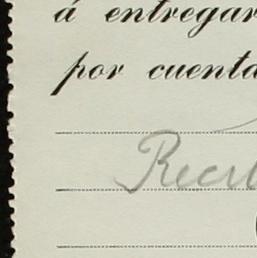 á entregar
por cuenta